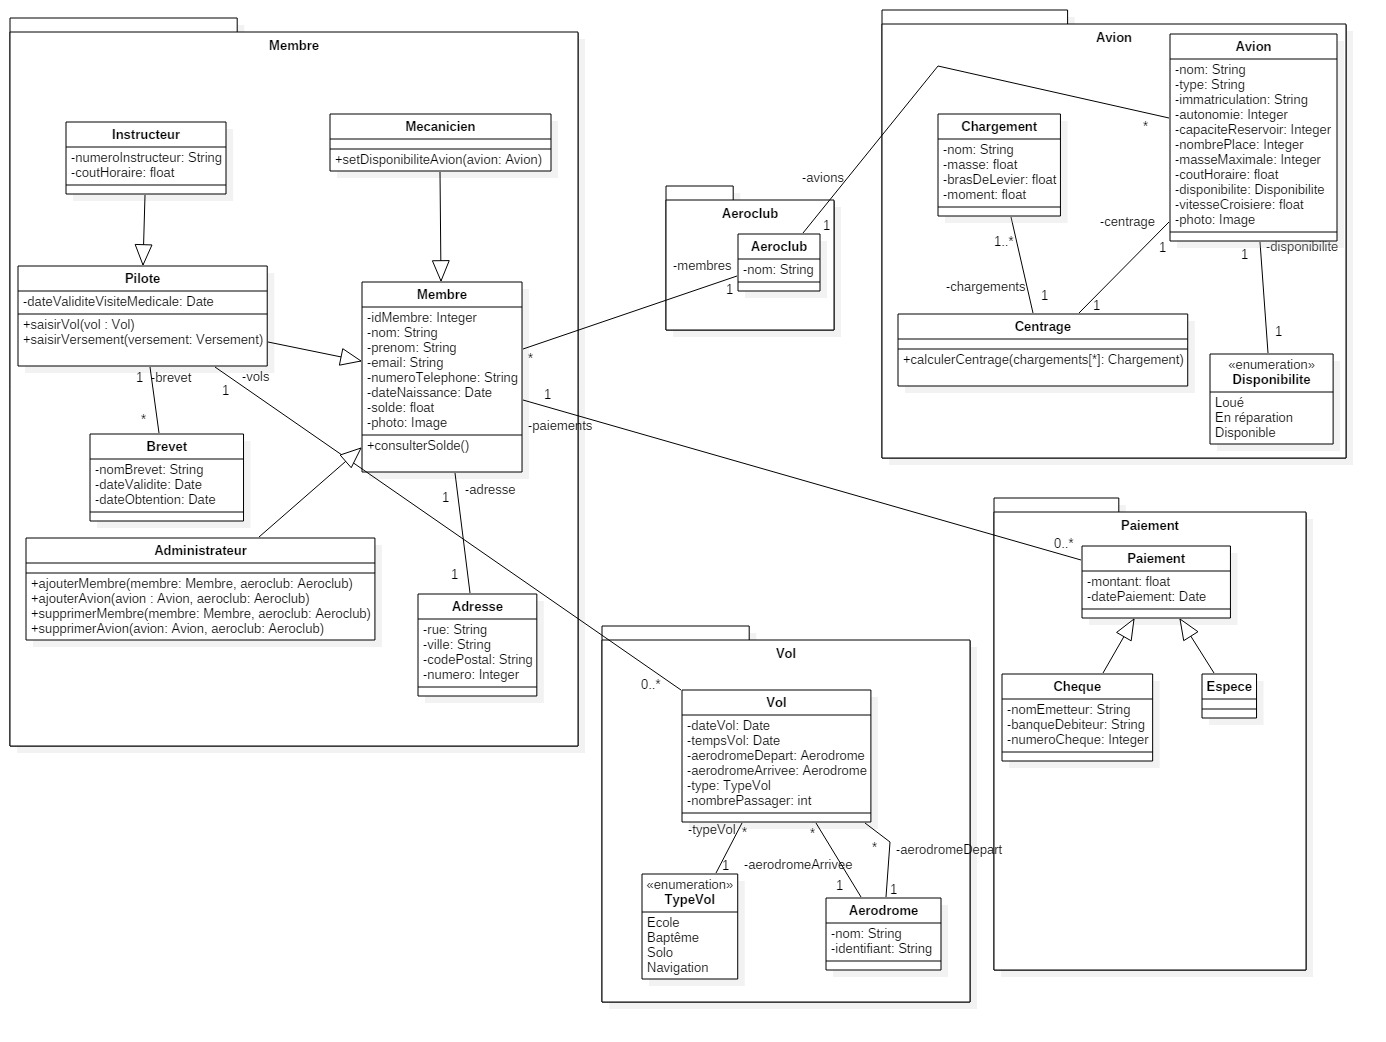 Membre
Instructeur
-numeroInstructeur: String
-coutHoraire: float
Mecanicien
+setDisponibiliteAvion(avion: Avion)
Pilote
-dateValiditeVisiteMedicale: Date
+saisirVol(vol : Vol)
+saisirVersement(versement: Versement)
Membre
-idMembre: Integer
-nom: String
-prenom: String
-email: String
-numeroTelephone: String
-dateNaissance: Date
-solde: float
-photo: Image
+consulterSolde()
1
-brevet
*
-vols
1
Brevet
-nomBrevet: String
-dateValidite: Date
-dateObtention: Date
Administrateur
+ajouterMembre(membre: Membre, aeroclub: Aeroclub)
+ajouterAvion(avion : Avion, aeroclub: Aeroclub)
+supprimerMembre(membre: Membre, aeroclub: Aeroclub)
+supprimerAvion(avion: Avion, aeroclub: Aeroclub)
1
-adresse
1
Adresse
-rue: String
-ville: String
-codePostal: String
-numero: Integer
Aeroclub
Aeroclub
-nom: String
-avions
1
*
-membres
1
*
1
-paiements
0..*
Avion
Avion
-nom: String
-type: String
-immatriculation: String
-autonomie: Integer
-capaciteReservoir: Integer
-nombrePlace: Integer
-masseMaximale: Integer
-coutHoraire: float
-disponibilite: Disponibilite
-vitesseCroisiere: float
-photo: Image
Chargement
-nom: String
-masse: float
-brasDeLevier: float
-moment: float
1..*
-chargements
1
-centrage
1
1
Centrage
+calculerCentrage(chargements[*]: Chargement)
1
-disponibilite
1
«enumeration»
Disponibilite
Loué
En réparation
Disponible
Paiement
Paiement
-montant: float
-datePaiement: Date
Cheque
-nomEmetteur: String
-banqueDebiteur: String
-numeroCheque: Integer
Espece
Vol
0..*
Vol
-dateVol: Date
-tempsVol: Date
-aerodromeDepart: Aerodrome
-aerodromeArrivee: Aerodrome
-type: TypeVol
-nombrePassager: int
-typeVol
*
1
*
-aerodromeArrivee
1
*
-aerodromeDepart
1
«enumeration»
TypeVol
Ecole
Baptême
Solo
Navigation
Aerodrome
-nom: String
-identifiant: String